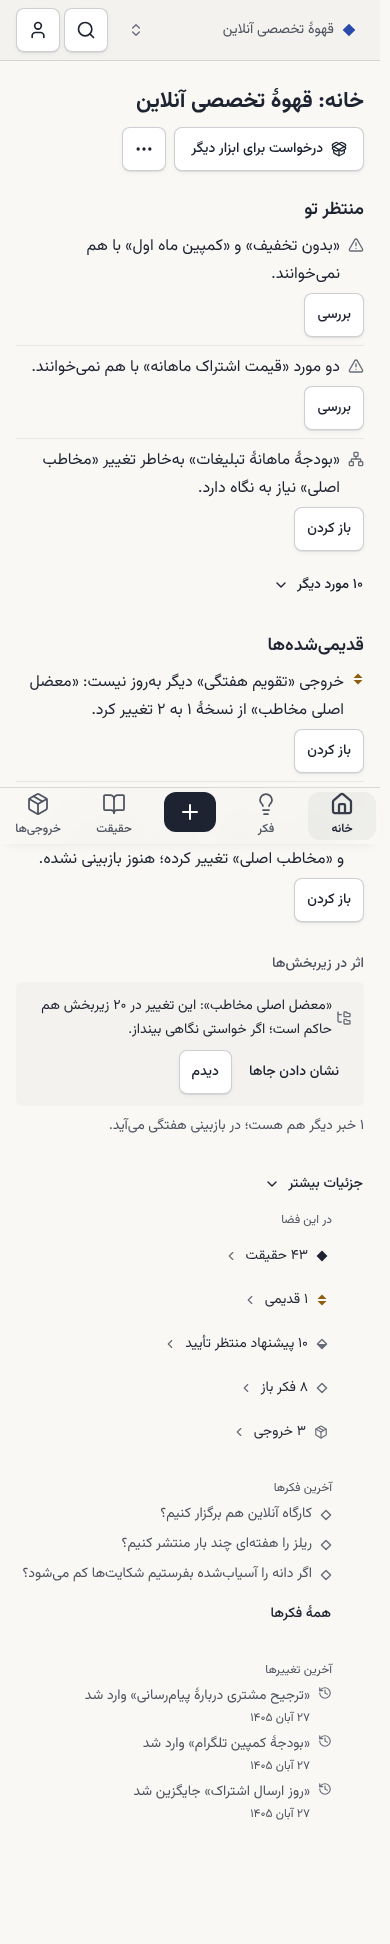 قهوهٔ تخصصی آنلاین
خانه: قهوهٔ تخصصی آنلاین
درخواست برای ابزار دیگر
منتظر تو
«بدون تخفیف» و «کمپین ماه اول» با هم
نمی‌خوانند.
بررسی
دو مورد «قیمت اشتراک ماهانه» با هم نمی‌خوانند.
بررسی
«بودجهٔ ماهانهٔ تبلیغات» به‌خاطر تغییر «مخاطب
اصلی» نیاز به نگاه دارد.
باز کردن
۱۰ مورد دیگر
قدیمی‌شده‌ها
خروجی «تقویم هفتگی» دیگر به‌روز نیست: «معضل
اصلی مخاطب» از نسخهٔ ۱ به ۲ تغییر کرد.
باز کردن
خانه
فکر
حقیقت
خروجی‌ها
و «مخاطب اصلی» تغییر کرده؛ هنوز بازبینی نشده.
باز کردن
اثر در زیربخش‌ها
«معضل اصلی مخاطب»: این تغییر در ۲۰ زیربخش هم
حاکم است؛ اگر خواستی نگاهی بینداز.
نشان دادن جاها
دیدم
۱ خبر دیگر هم هست؛ در بازبینی هفتگی می‌آید.
جزئیات بیشتر
در این فضا
۴۳ حقیقت
۱ قدیمی
۱۰ پیشنهاد منتظر تأیید
۸ فکر باز
۳ خروجی
آخرین فکرها
کارگاه آنلاین هم برگزار کنیم؟
ریلز را هفته‌ای چند بار منتشر کنیم؟
اگر دانه را آسیاب‌شده بفرستیم شکایت‌ها کم می‌شود؟
همهٔ فکرها
آخرین تغییرها
«ترجیح مشتری دربارهٔ پیام‌رسانی» وارد شد
۲۷ آبان ۱۴۰۵
«بودجهٔ کمپین تلگرام» وارد شد
۲۷ آبان ۱۴۰۵
«روز ارسال اشتراک» جایگزین شد
۲۷ آبان ۱۴۰۵